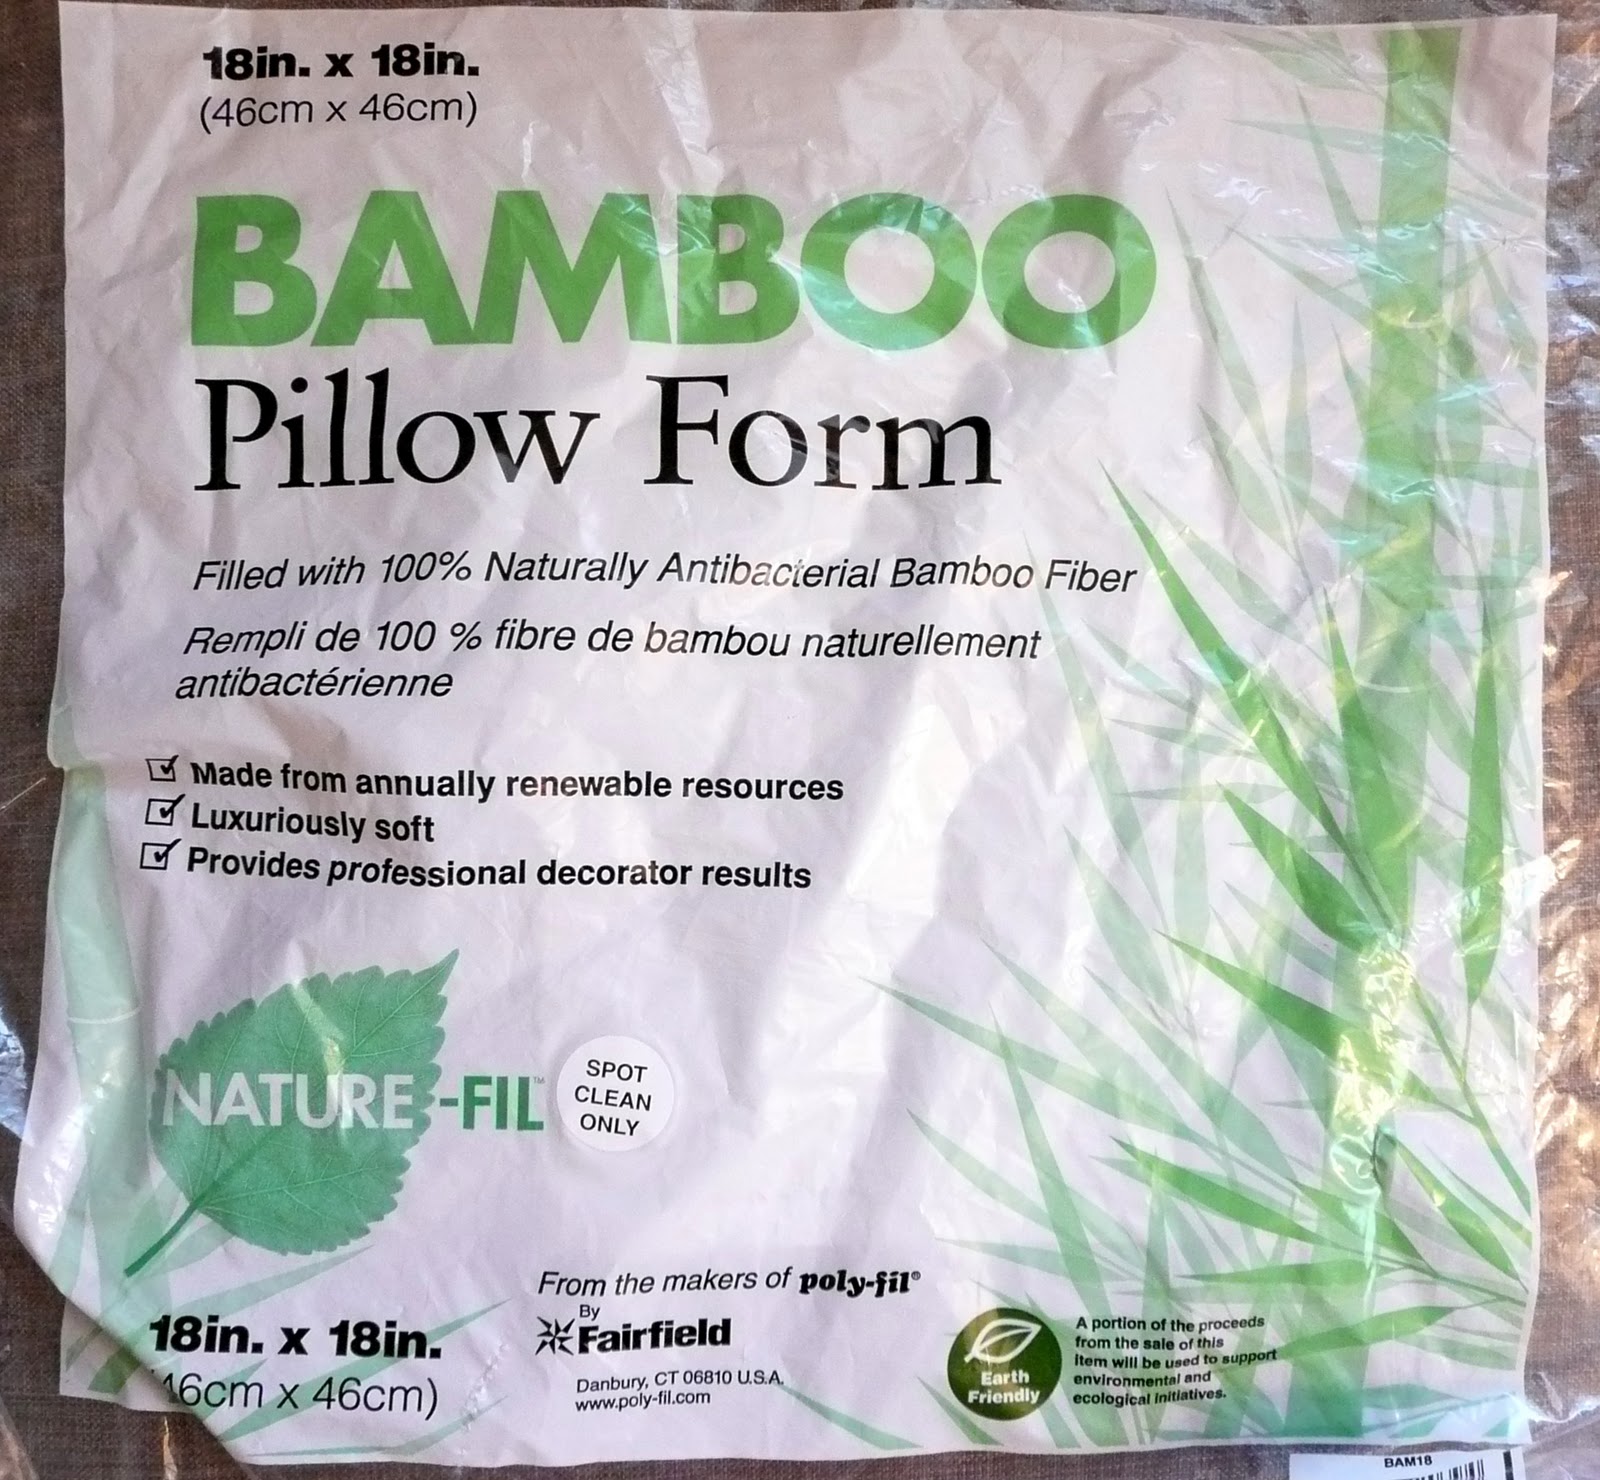 18in. x 18in.
(46cm x 46cm)
BAMBOO
Pillow Form
Filled with 100% Naturally Antibacterial Bamboo Fiber
Rempli de 100 % fibre de bambou naturellement
antibactérienne
Made from annually renewable resources
Luxuriously soft
Provides professional decorator results
NATURE-FIL™
SPOT
CLEAN
ONLY
From the makers of poly-fil®
By
Fairfield
Danbury, CT 06810 U.S.A.
www.poly-fil.com
18in. x 18in.
46cm x 46cm)
Earth
Friendly
A portion of the proceeds
from the sale of this
item will be used to support
environmental and
ecological initiatives.
BAM18